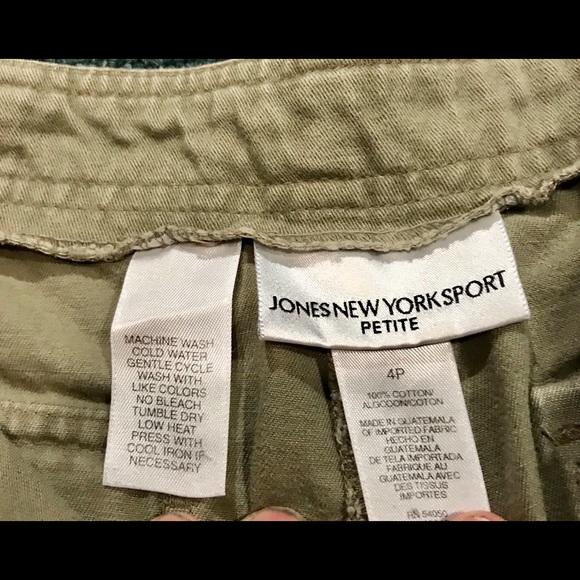 MACHINE WASH
COLD WATER
GENTLE CYCLE
WASH WITH
LIKE COLORS
NO BLEACH
TUMBLE DRY
LOW HEAT
PRESS WITH
COOL IRON IF
NECESSARY
JONES NEW YORK SPORT
PETITE
4P
100% COTTON/
ALGODON/COTON
MADE IN GUATEMALA
OF IMPORTED FABRIC
HECHO EN
GUATEMALA
DE TELA IMPORTADA
FABRIQUE AU
GUATEMALA AVEC
DES TISSUS
IMPORTES
RN 54050